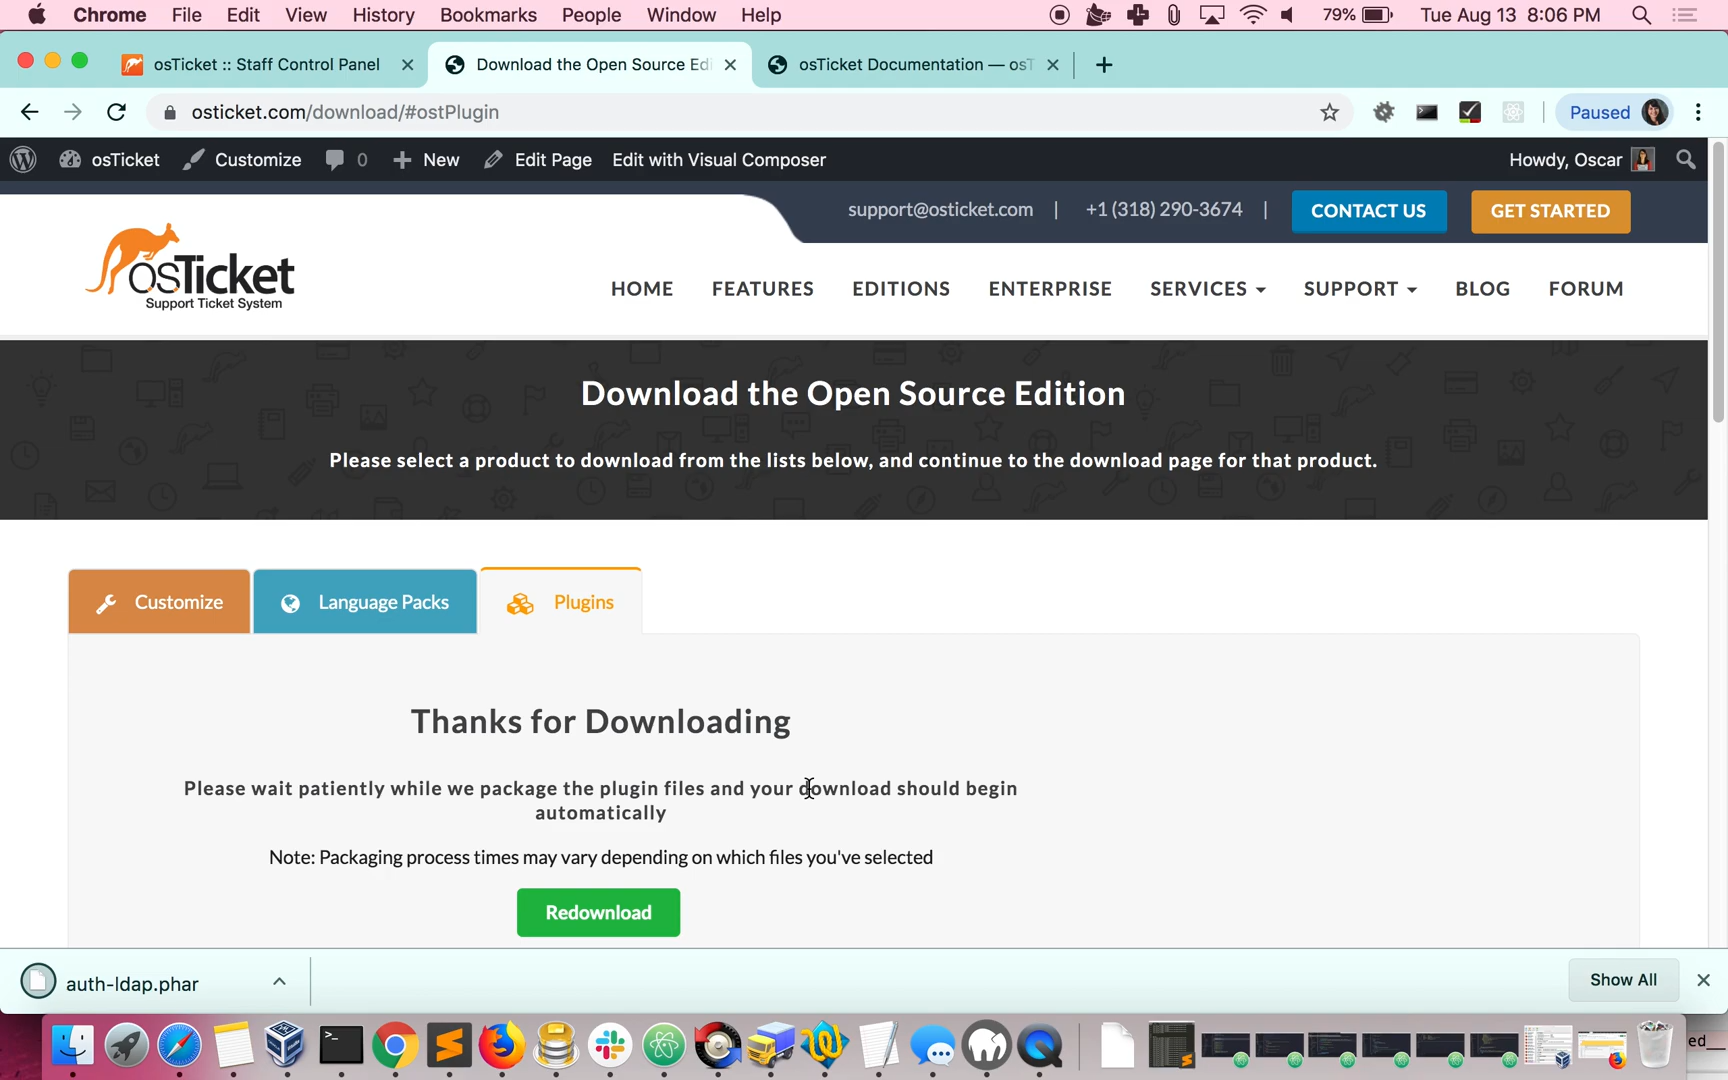 Chrome File Edit View History Bookmarks People Window Help 79% Tue Aug 13 8:06 PM
osTicket :: Staff Control Panel Download the Open Source Edi osTicket Documentation — osT
osticket.com/download/#ostPlugin Paused
osTicket Customize 0 New Edit Page Edit with Visual Composer Howdy, Oscar
support@osticket.com | +1 (318) 290-3674 | CONTACT US GET STARTED
osTicket
Support Ticket System
HOME FEATURES EDITIONS ENTERPRISE SERVICES SUPPORT BLOG FORUM
Download the Open Source Edition
Please select a product to download from the lists below, and continue to the download page for that product.
Customize Language Packs Plugins
Thanks for Downloading
Please wait patiently while we package the plugin files and your download should begin
automatically
Note: Packaging process times may vary depending on which files you've selected
Redownload
auth-ldap.phar Show All
ed__